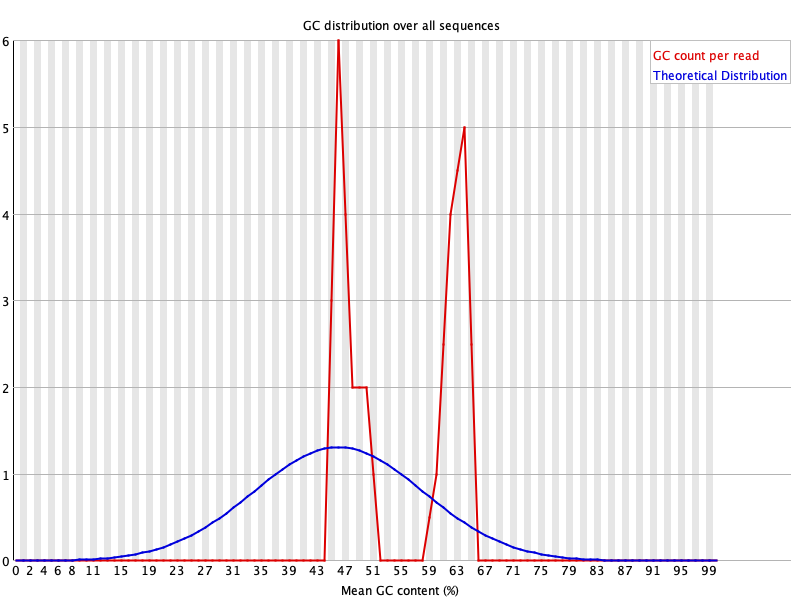 GC distribution over all sequences
GC count per read
Theoretical Distribution
6
5
4
3
2
1
0
0 2 4 6 8 11 15 19 23 27 31 35 39 43 47 51 55 59 63 67 71 75 79 83 87 91 95 99
Mean GC content (%)